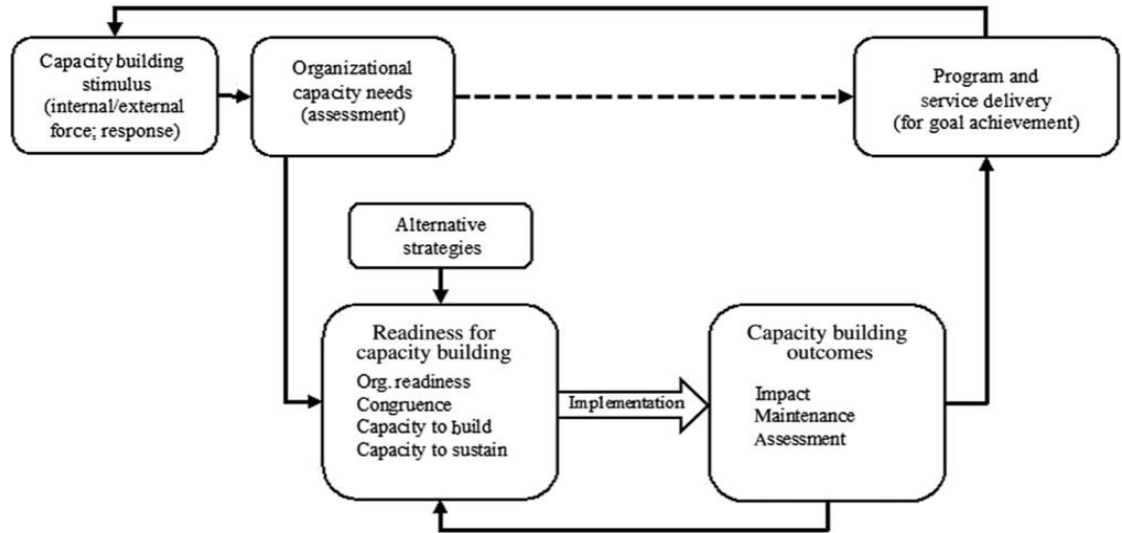 Capacity building
stimulus
(internal/external
force; response)
Organizational
capacity needs
(assessment)
Program and
service delivery
(for goal achievement)
Alternative
strategies
Readiness for
capacity building
Org. readiness
Congruence
Capacity to build
Capacity to sustain
Implementation
Capacity building
outcomes
Impact
Maintenance
Assessment